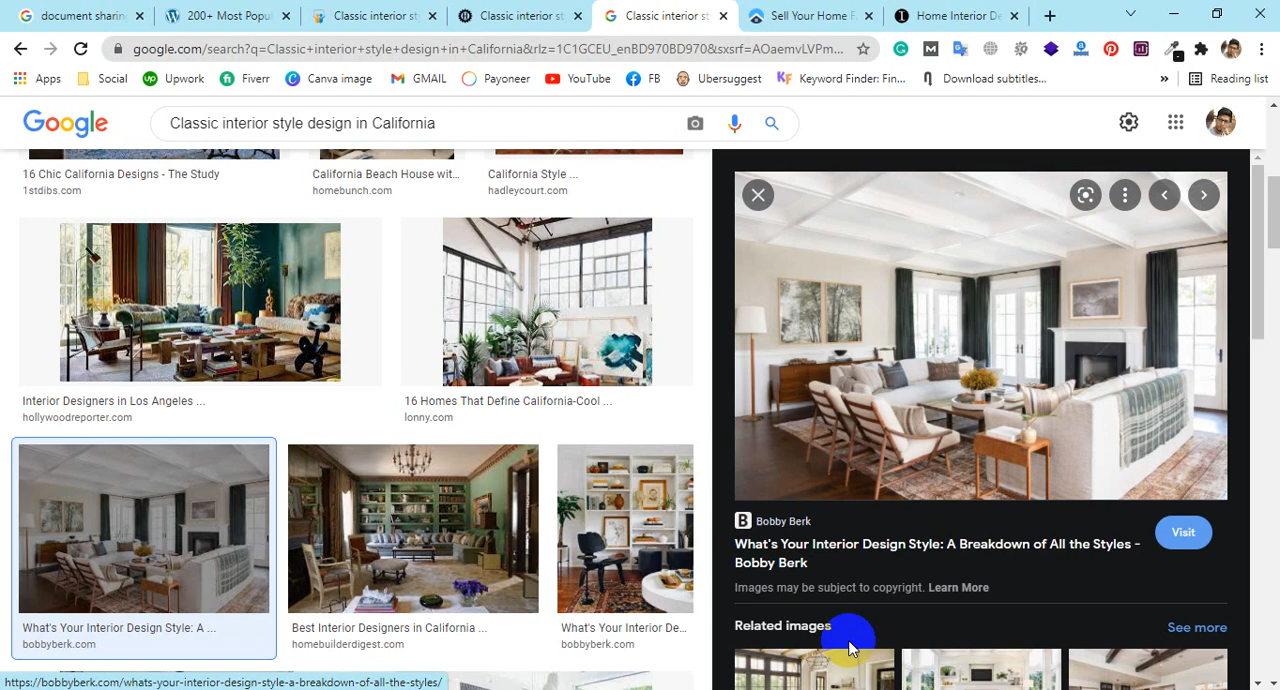 document sharin
200+ Most Popul
Classic interior st
Classic interior st
Classic interior st
Sell Your Home F
Home Interior De
google.com/search?q=Classic+interior+style+design+in+California&rlz=1C1GCEU_enBD970BD970&sxsrf=AOaemvLVPm...
Apps
Social
Upwork
Fiverr
Canva image
GMAIL
Payoneer
YouTube
FB
Ubersuggest
Keyword Finder: Fin...
Download subtitles...
»
Reading list
Google
Classic interior style design in California
16 Chic California Designs - The Study
1stdibs.com
California Beach House wit...
homebunch.com
California Style ...
hadleycourt.com
Interior Designers in Los Angeles ...
hollywoodreporter.com
16 Homes That Define California-Cool ...
lonny.com
What's Your Interior Design Style: A ...
bobbyberk.com
Best Interior Designers in California ...
homebuilderdigest.com
What's Your Interior De...
bobbyberk.com
B Bobby Berk
Visit
What's Your Interior Design Style: A Breakdown of All the Styles -
Bobby Berk
Images may be subject to copyright. Learn More
Related images
See more
https://bobbyberk.com/whats-your-interior-design-style-a-breakdown-of-all-the-styles/